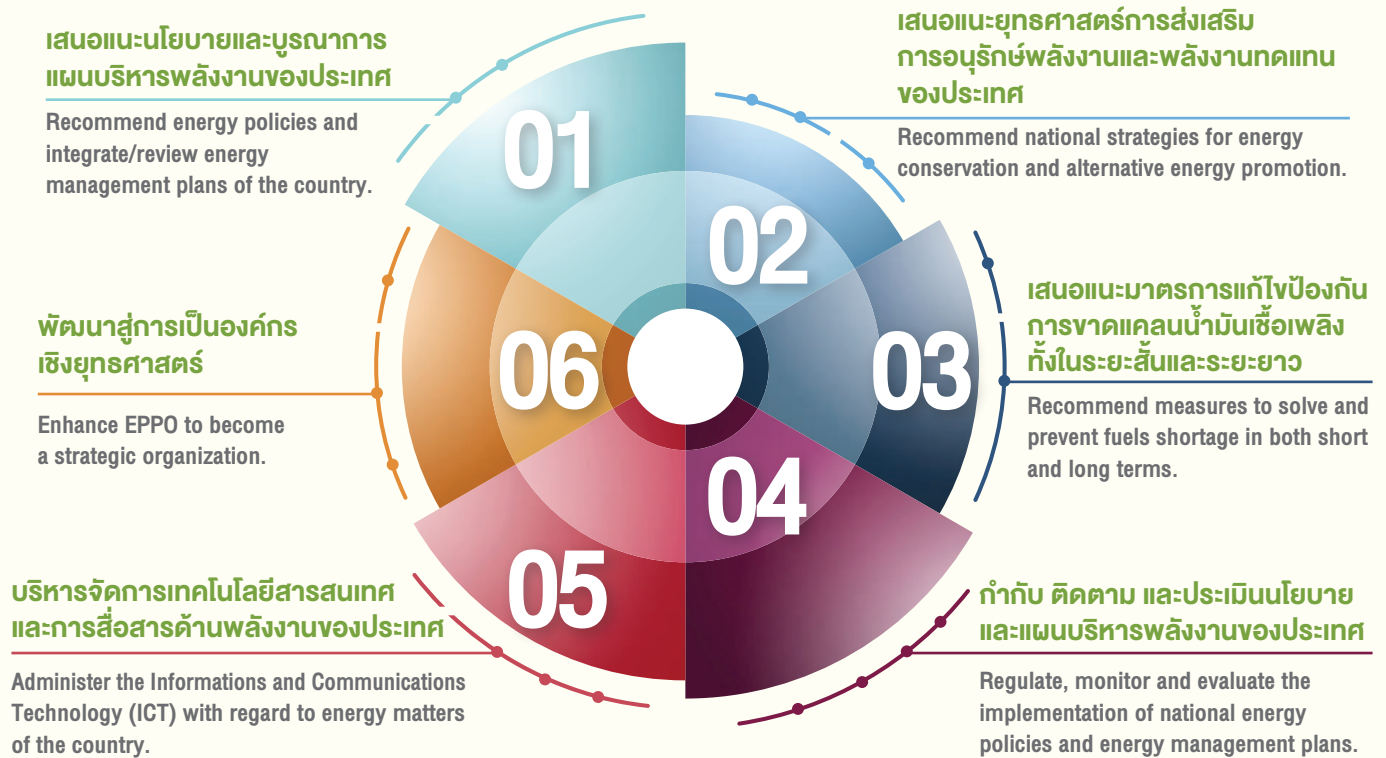 01
เสนอแนะนโยบายและบูรณาการ
แผนบริหารพลังงานของประเทศ
Recommend energy policies and
integrate/review energy
management plans of the country.
02
เสนอแนะยุทธศาสตร์การส่งเสริม
การอนุรักษ์พลังงานและพลังงานทดแทน
ของประเทศ
Recommend national strategies for energy
conservation and alternative energy promotion.
03
เสนอแนะมาตรการแก้ไขป้องกัน
การขาดแคลนน้ำมันเชื้อเพลิง
ทั้งในระยะสั้นและระยะยาว
Recommend measures to solve and
prevent fuels shortage in both short
and long terms.
04
กำกับ ติดตาม และประเมินนโยบาย
และแผนบริหารพลังงานของประเทศ
Regulate, monitor and evaluate the
implementation of national energy
policies and energy management plans.
05
บริหารจัดการเทคโนโลยีสารสนเทศ
และการสื่อสารด้านพลังงานของประเทศ
Administer the Informations and Communications
Technology (ICT) with regard to energy matters
of the country.
06
พัฒนาสู่การเป็นองค์กร
เชิงยุทธศาสตร์
Enhance EPPO to become
a strategic organization.